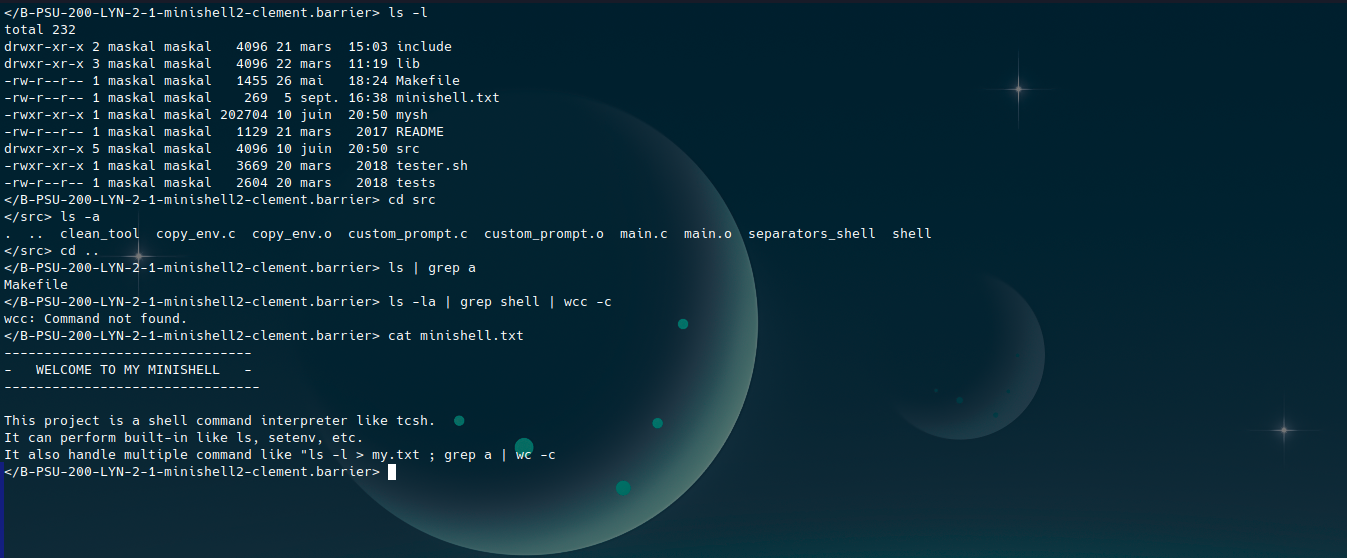 </B-PSU-200-LYN-2-1-minishell2-clement.barrier> ls -l
total 232
drwxr-xr-x 2 maskal maskal   4096 21 mars  15:03 include
drwxr-xr-x 3 maskal maskal   4096 22 mars  11:19 lib
-rw-r--r-- 1 maskal maskal   1455 26 mai   18:24 Makefile
-rw-r--r-- 1 maskal maskal    269  5 sept. 16:38 minishell.txt
-rwxr-xr-x 1 maskal maskal 202704 10 juin  20:50 mysh
-rw-r--r-- 1 maskal maskal   1129 21 mars   2017 README
drwxr-xr-x 5 maskal maskal   4096 10 juin  20:50 src
-rwxr-xr-x 1 maskal maskal   3669 20 mars   2018 tester.sh
-rw-r--r-- 1 maskal maskal   2604 20 mars   2018 tests
</B-PSU-200-LYN-2-1-minishell2-clement.barrier> cd src
</src> ls -a
.  ..  clean_tool  copy_env.c  copy_env.o  custom_prompt.c  custom_prompt.o  main.c  main.o  separators_shell  shell
</src> cd ..
</B-PSU-200-LYN-2-1-minishell2-clement.barrier> ls | grep a
Makefile
</B-PSU-200-LYN-2-1-minishell2-clement.barrier> ls -la | grep shell | wcc -c
wcc: Command not found.
</B-PSU-200-LYN-2-1-minishell2-clement.barrier> cat minishell.txt
-------------------------------
-   WELCOME TO MY MINISHELL   -
--------------------------------

This project is a shell command interpreter like tcsh.
It can perform built-in like ls, setenv, etc.
It also handle multiple command like "ls -l > my.txt ; grep a | wc -c
</B-PSU-200-LYN-2-1-minishell2-clement.barrier>